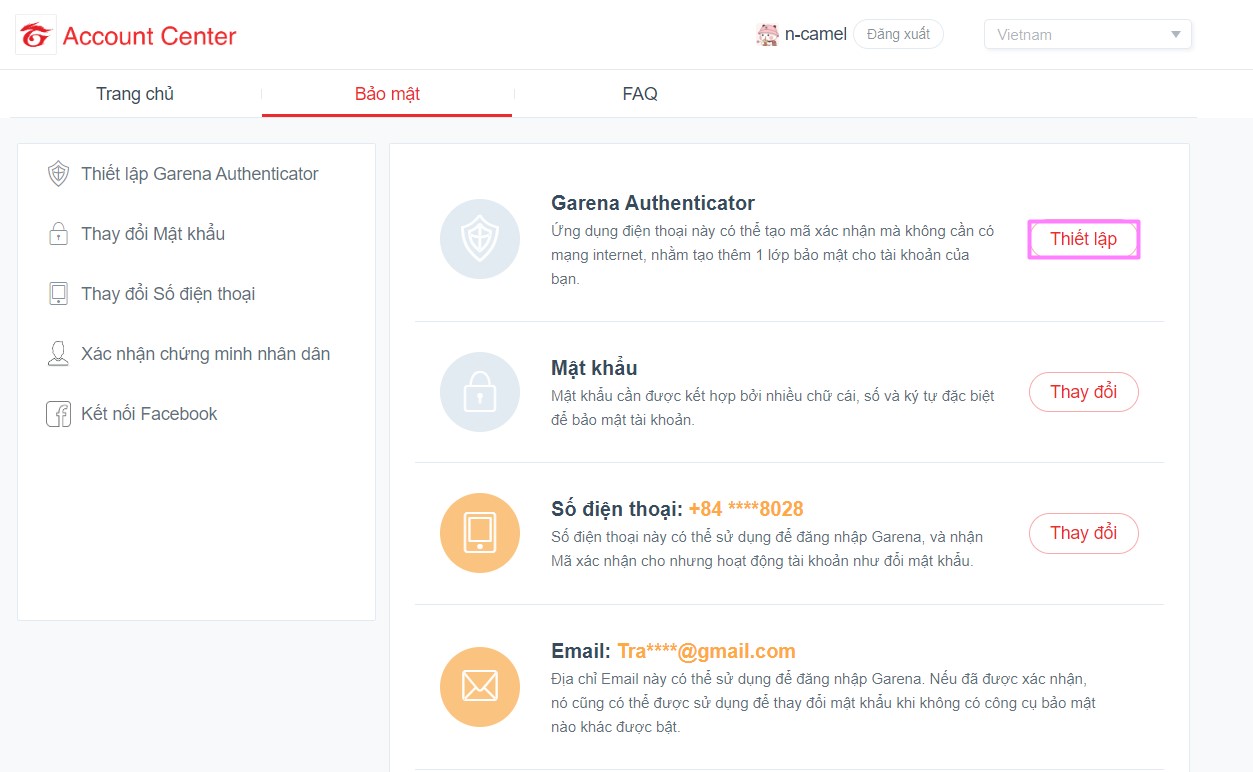 Account Center
n-camel
Đăng xuất
Vietnam
Trang chủ
Bảo mật
FAQ
Thiết lập Garena Authenticator
Thay đổi Mật khẩu
Thay đổi Số điện thoại
Xác nhận chứng minh nhân dân
Kết nối Facebook
Garena Authenticator
Ứng dụng điện thoại này có thể tạo mã xác nhận mà không cần có
mạng internet, nhằm tạo thêm 1 lớp bảo mật cho tài khoản của
bạn.
Thiết lập
Mật khẩu
Mật khẩu cần được kết hợp bởi nhiều chữ cái, số và ký tự đặc biệt
để bảo mật tài khoản.
Thay đổi
Số điện thoại: +84 ****8028
Số điện thoại này có thể sử dụng để đăng nhập Garena, và nhận
Mã xác nhận cho nhưng hoạt động tài khoản như đổi mật khẩu.
Thay đổi
Email: Tra****@gmail.com
Địa chỉ Email này có thể sử dụng để đăng nhập Garena. Nếu đã được xác nhận,
nó cũng có thể được sử dụng để thay đổi mật khẩu khi không có công cụ bảo mật
nào khác được bật.